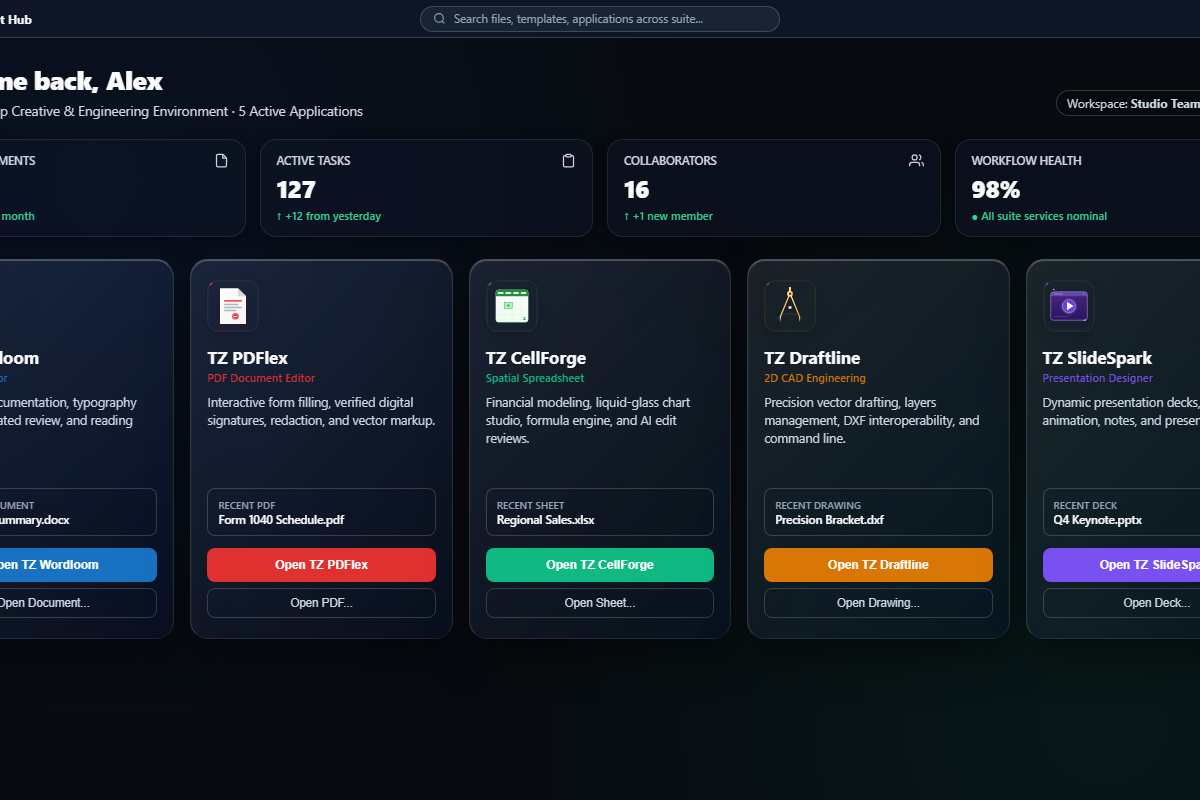 t Hub
Search files, templates, applications across suite...
me back, Alex
p Creative & Engineering Environment · 5 Active Applications
Workspace: Studio Team
MENTS
month
ACTIVE TASKS
127
↑ +12 from yesterday
COLLABORATORS
16
↑ +1 new member
WORKFLOW HEALTH
98%
● All suite services nominal
loom
or
cumentation, typography
ated review, and reading
UMENT
ummary.docx
pen TZ Wordloom
Open Document...
TZ PDFlex
PDF Document Editor
Interactive form filling, verified digital
signatures, redaction, and vector markup.
RECENT PDF
Form 1040 Schedule.pdf
Open TZ PDFlex
Open PDF...
TZ CellForge
Spatial Spreadsheet
Financial modeling, liquid-glass chart
studio, formula engine, and AI edit
reviews.
RECENT SHEET
Regional Sales.xlsx
Open TZ CellForge
Open Sheet...
TZ Draftline
2D CAD Engineering
Precision vector drafting, layers
management, DXF interoperability, and
command line.
RECENT DRAWING
Precision Bracket.dxf
Open TZ Draftline
Open Drawing...
TZ SlideSpark
Presentation Designer
Dynamic presentation decks,
animation, notes, and presen
RECENT DECK
Q4 Keynote.pptx
Open TZ SlideSpa
Open Deck...